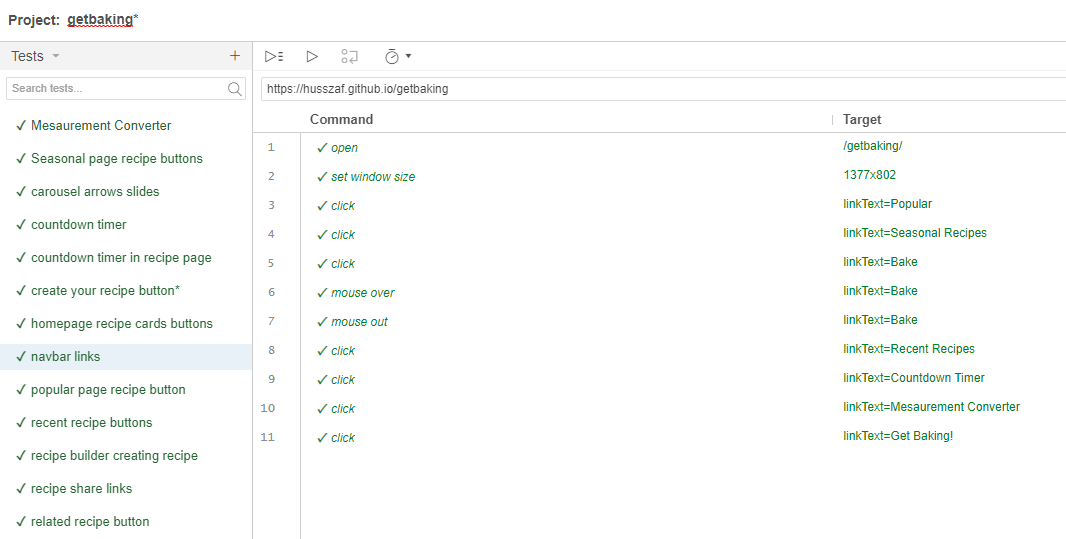 Project: getbaking*
Tests
+
Search tests...
https://husszaf.github.io/getbaking
✓ Mesaurement Converter
✓ Seasonal page recipe buttons
✓ carousel arrows slides
✓ countdown timer
✓ countdown timer in recipe page
✓ create your recipe button*
✓ homepage recipe cards buttons
✓ navbar links
✓ popular page recipe button
✓ recent recipe buttons
✓ recipe builder creating recipe
✓ recipe share links
✓ related recipe button
Command Target
1 ✓ open /getbaking/
2 ✓ set window size 1377x802
3 ✓ click linkText=Popular
4 ✓ click linkText=Seasonal Recipes
5 ✓ click linkText=Bake
6 ✓ mouse over linkText=Bake
7 ✓ mouse out linkText=Bake
8 ✓ click linkText=Recent Recipes
9 ✓ click linkText=Countdown Timer
10 ✓ click linkText=Mesaurement Converter
11 ✓ click linkText=Get Baking!